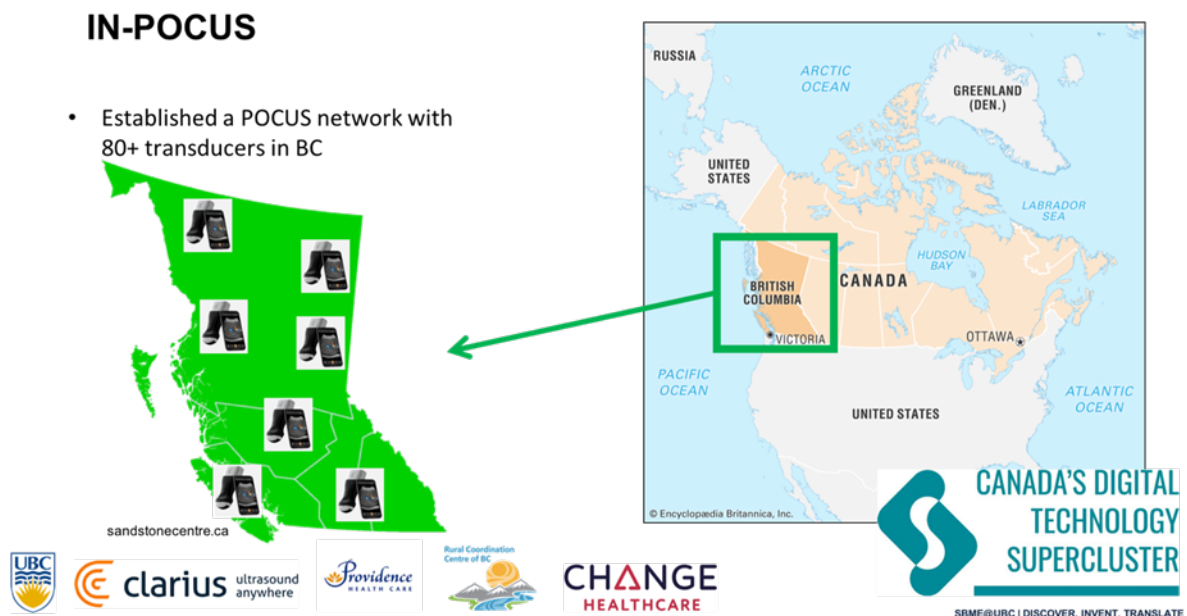 IN-POCUS
• Established a POCUS network with
80+ transducers in BC
sandstonecentre.ca
RUSSIA
ARCTIC
OCEAN
GREENLAND
(DEN.)
UNITED
STATES
LABRADOR
SEA
HUDSON
BAY
BRITISH
COLUMBIA
CANADA
VICTORIA
OTTAWA
PACIFIC
OCEAN
ATLANTIC
OCEAN
UNITED STATES
© Encyclopædia Britannica, Inc.
UBC
clarius ultrasound
anywhere
Providence
HEALTH CARE
Rural Coordination
Centre of BC
CHANGE
HEALTHCARE
CANADA'S DIGITAL
TECHNOLOGY
SUPERCLUSTER
SBME@UBC | DISCOVER. INVENT. TRANSLATE